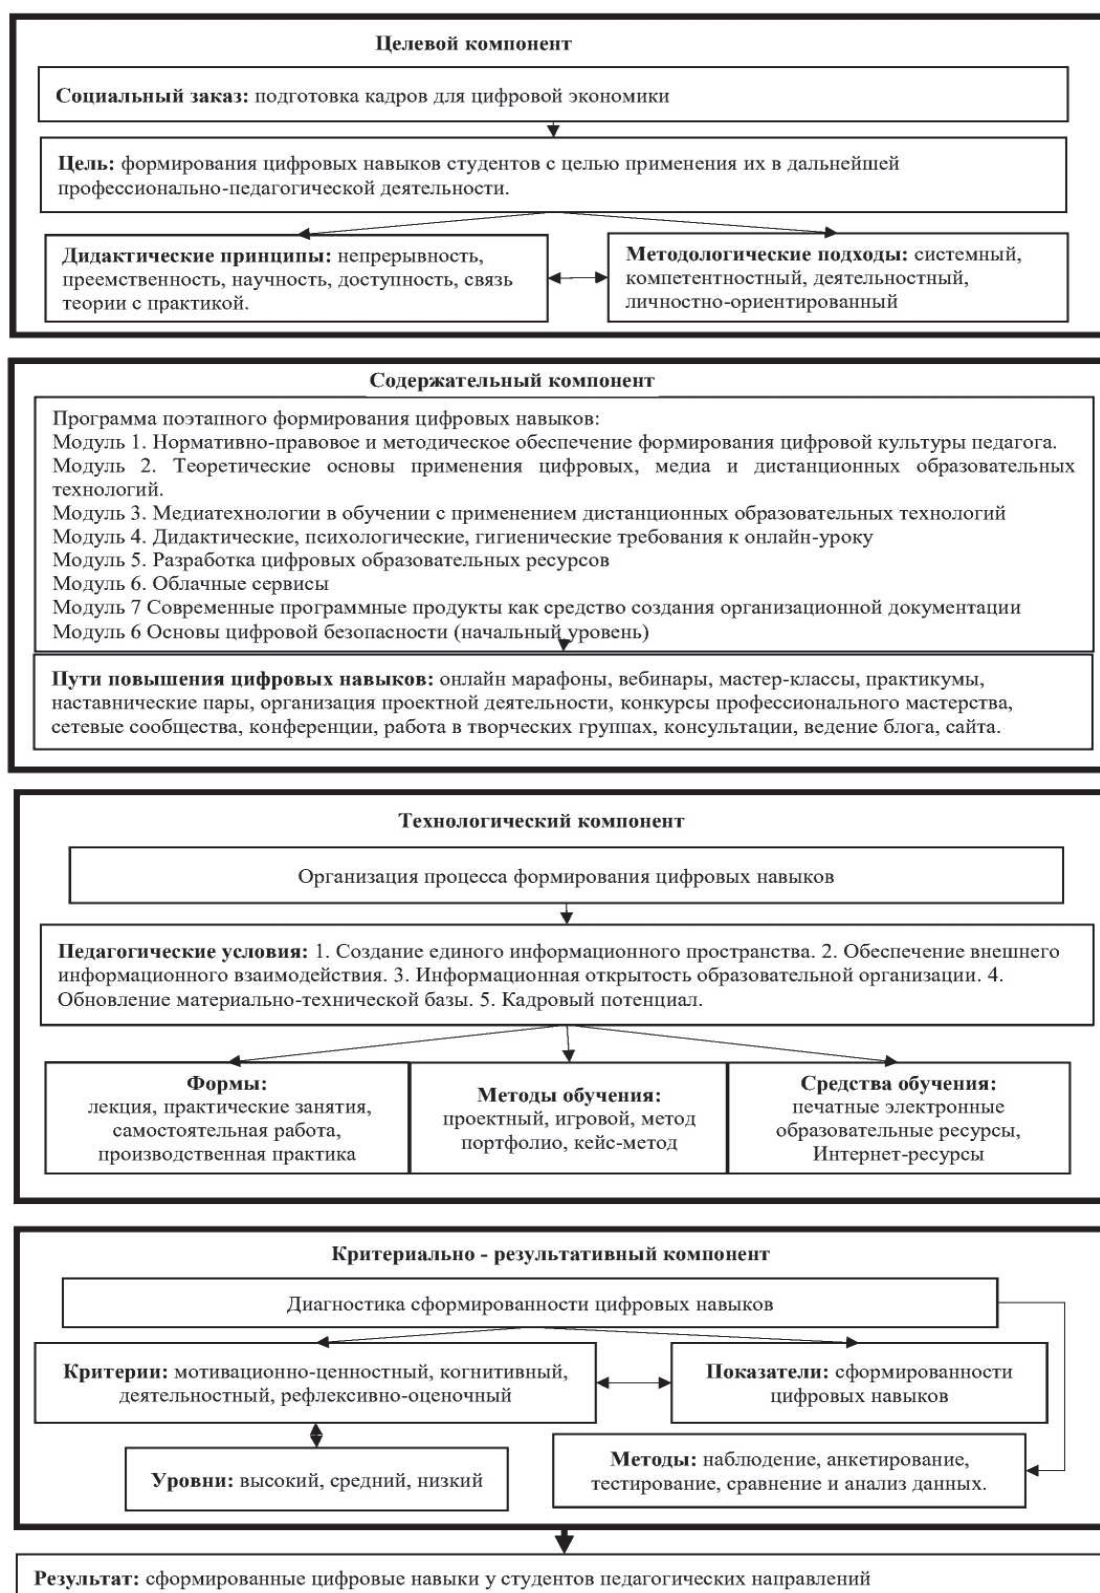 Целевой компонент
Социальный заказ: подготовка кадров для цифровой экономики
Цель: формирования цифровых навыков студентов с целью применения их в дальнейшей
профессионально-педагогической деятельности.
Дидактические принципы: непрерывность,
преемственность, научность, доступность, связь
теории с практикой.
Методологические подходы: системный,
компетентностный, деятельностный,
личностно-ориентированный
Содержательный компонент
Программа поэтапного формирования цифровых навыков:
Модуль 1. Нормативно-правовое и методическое обеспечение формирования цифровой культуры педагога.
Модуль 2. Теоретические основы применения цифровых, медиа и дистанционных образовательных
технологий.
Модуль 3. Медиатехнологии в обучении с применением дистанционных образовательных технологий
Модуль 4. Дидактические, психологические, гигиенические требования к онлайн-уроку
Модуль 5. Разработка цифровых образовательных ресурсов
Модуль 6. Облачные сервисы
Модуль 7 Современные программные продукты как средство создания организационной документации
Модуль 6 Основы цифровой безопасности (начальный уровень)
Пути повышения цифровых навыков: онлайн марафоны, вебинары, мастер-классы, практикумы,
наставнические пары, организация проектной деятельности, конкурсы профессионального мастерства,
сетевые сообщества, конференции, работа в творческих группах, консультации, ведение блога, сайта.
Технологический компонент
Организация процесса формирования цифровых навыков
Педагогические условия: 1. Создание единого информационного пространства. 2. Обеспечение внешнего
информационного взаимодействия. 3. Информационная открытость образовательной организации. 4.
Обновление материально-технической базы. 5. Кадровый потенциал.
Формы:
лекция, практические занятия,
самостоятельная работа,
производственная практика
Методы обучения:
проектный, игровой, метод
портфолио, кейс-метод
Средства обучения:
печатные электронные
образовательные ресурсы,
Интернет-ресурсы
Критериально - результативный компонент
Диагностика сформированности цифровых навыков
Критерии: мотивационно-ценностный, когнитивный,
деятельностный, рефлексивно-оценочный
Показатели: сформированности
цифровых навыков
Уровни: высокий, средний, низкий
Методы: наблюдение, анкетирование,
тестирование, сравнение и анализ данных.
Результат: сформированные цифровые навыки у студентов педагогических направлений